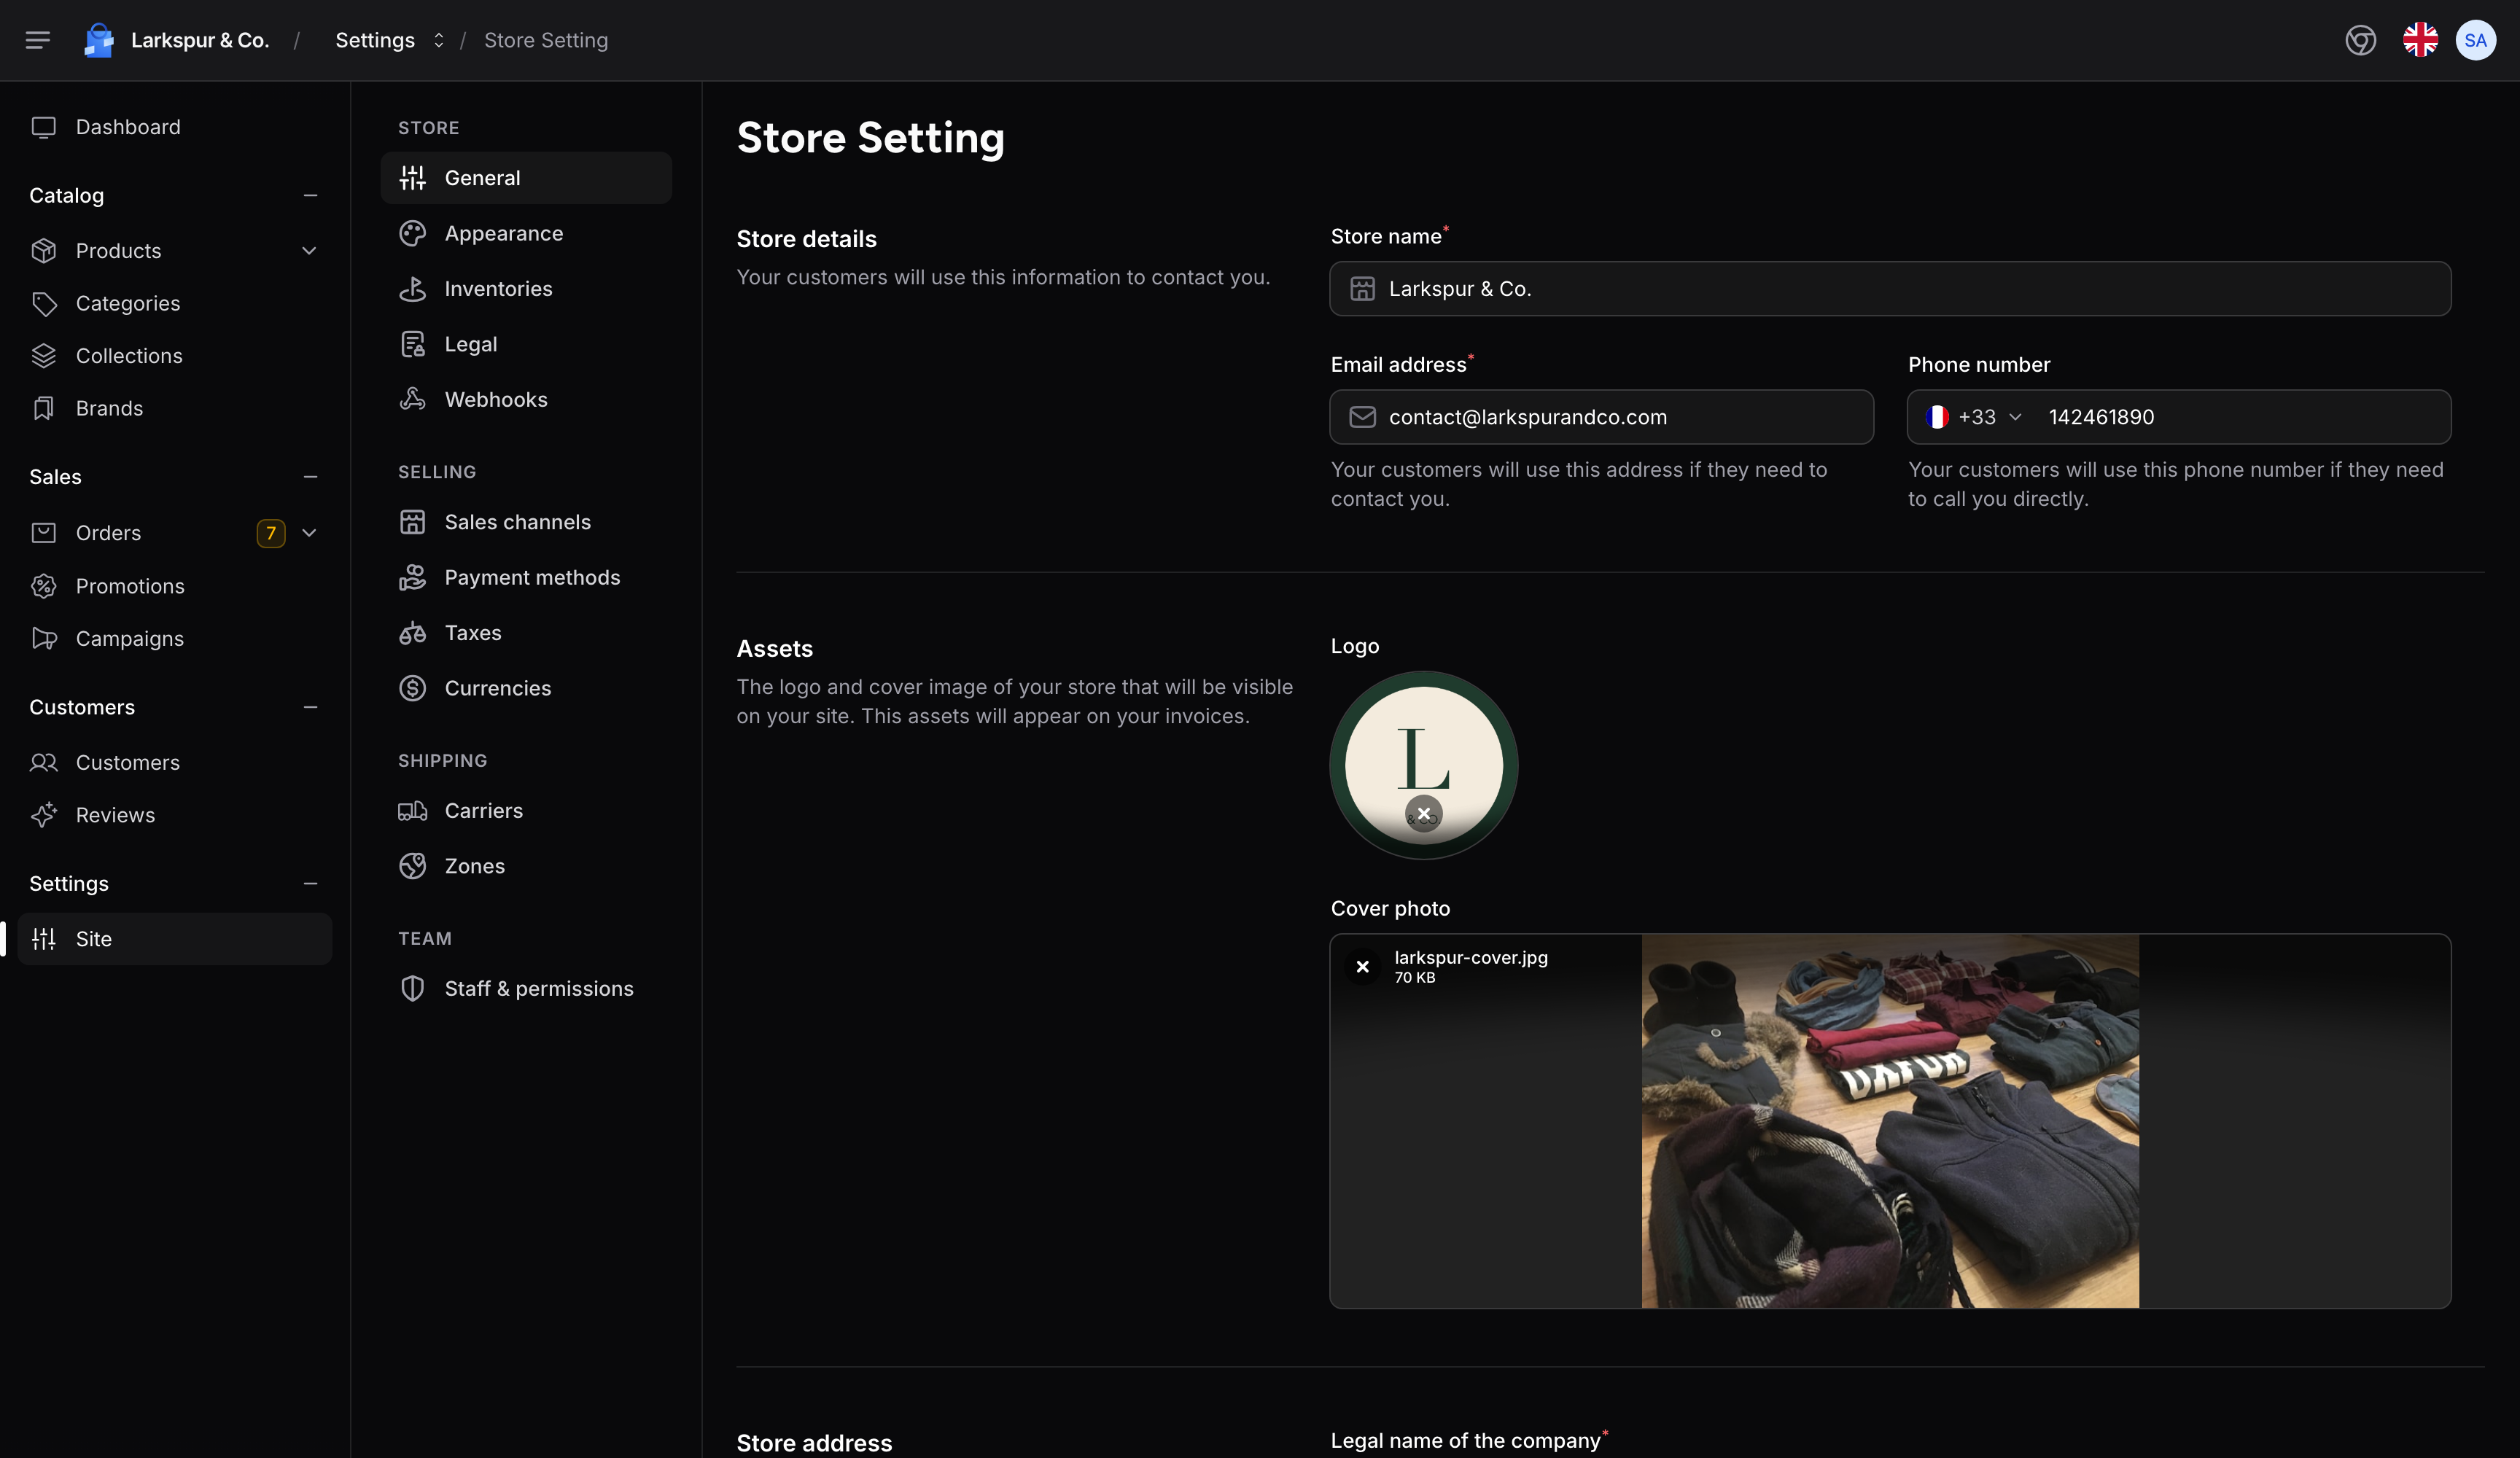 Larkspur & Co. / Settings / Store Setting
SA
Dashboard
Catalog
Products
Categories
Collections
Brands
Sales
Orders 7
Promotions
Campaigns
Customers
Customers
Reviews
Settings
Site
STORE
General
Appearance
Inventories
Legal
Webhooks
SELLING
Sales channels
Payment methods
Taxes
Currencies
SHIPPING
Carriers
Zones
TEAM
Staff & permissions
Store Setting
Store details
Your customers will use this information to contact you.
Store name*
Larkspur & Co.
Email address*
contact@larkspurandco.com
Your customers will use this address if they need to
contact you.
Phone number
+33 142461890
Your customers will use this phone number if they need
to call you directly.
Assets
The logo and cover image of your store that will be visible
on your site. This assets will appear on your invoices.
Logo
L
& CO.
Cover photo
larkspur-cover.jpg
70 KB
Store address
Legal name of the company*